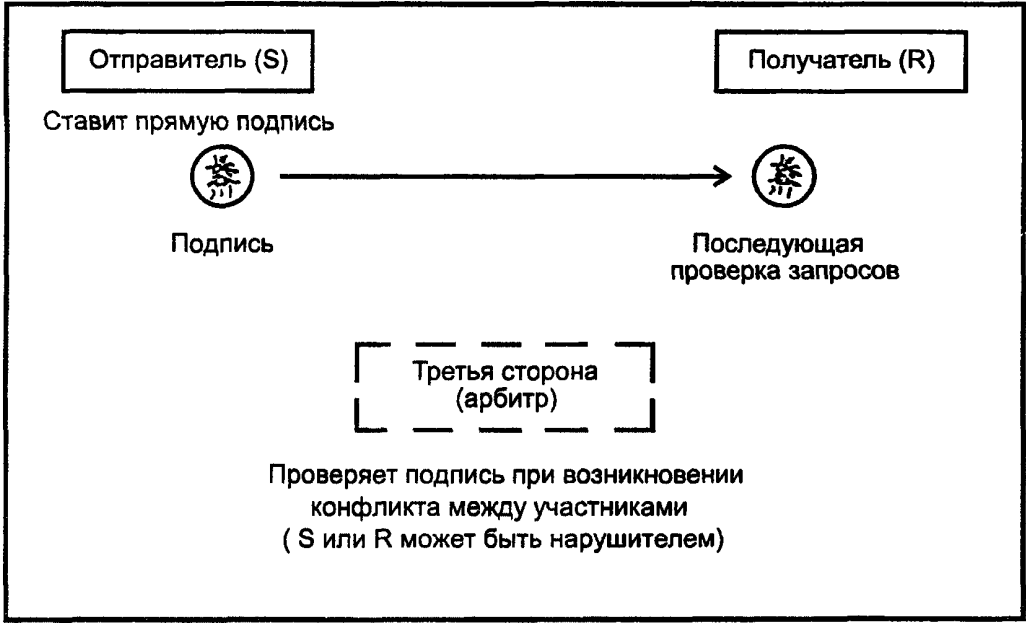 Отправитель (S)
Получатель (R)
Ставит прямую подпись
Подпись
Последующая
проверка запросов
Третья сторона
(арбитр)
Проверяет подпись при возникновении
конфликта между участниками
( S или R может быть нарушителем)